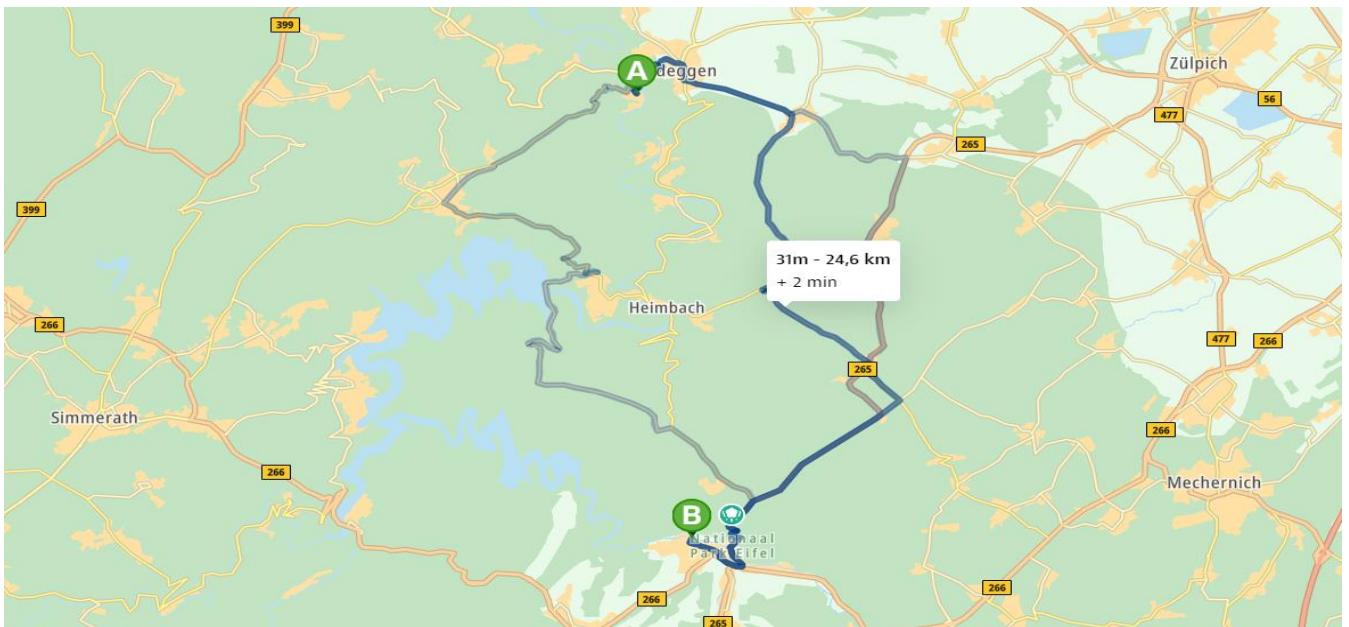 399
A
deggen
Zülpich
56
477
265
399
31m - 24,6 km
+ 2 min
Heimbach
266
477
266
265
Simmerath
266
266
Mechernich
B
Nationaal
Park Eifel
266
266
265